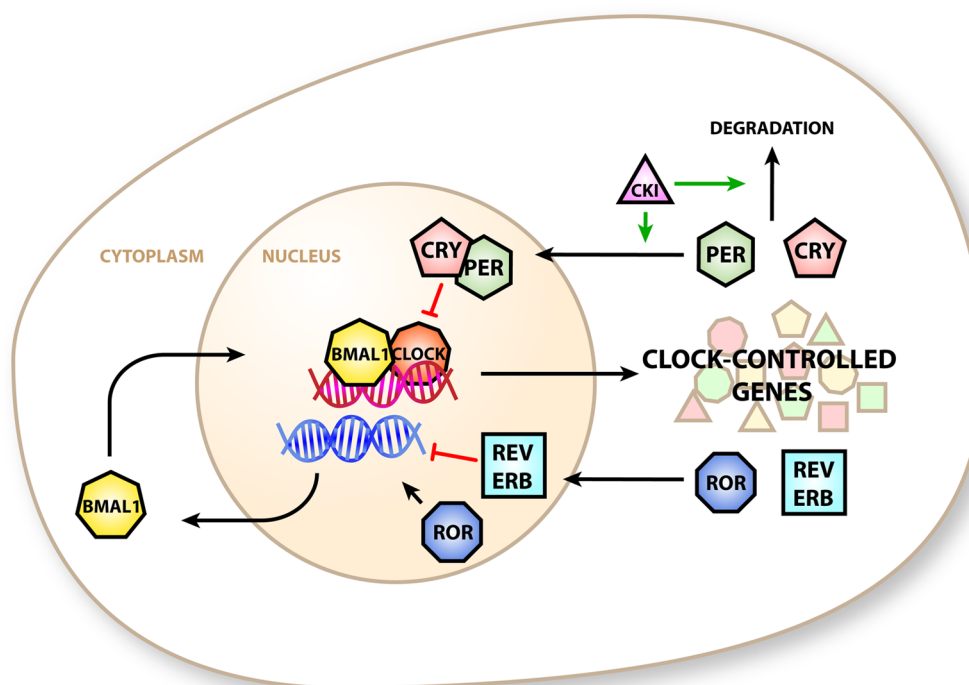 DEGRADATION
CKI
CYTOPLASM
NUCLEUS
CRY
PER
PER
CRY
BMAL1
CLOCK
CLOCK-CONTROLLED
GENES
REV
ERB
ROR
REV
ERB
BMAL1
ROR